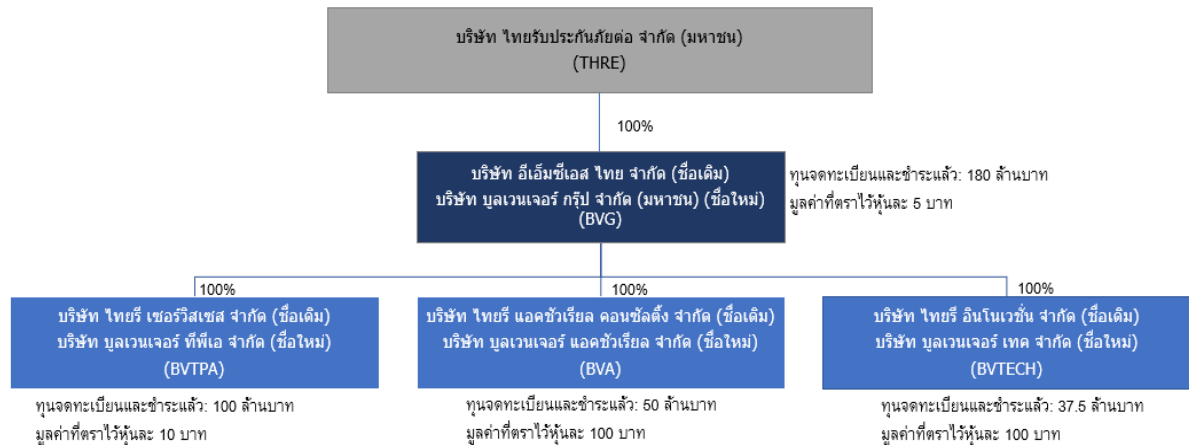 บริษัท ไทยรับประกันภัยต่อ จำกัด (มหาชน)
(THRE)
100%
บริษัท อีเอ็มซีเอส ไทย จำกัด (ชื่อเดิม)
บริษัท บูลเวนเจอร์ กรุ๊ป จำกัด (มหาชน) (ชื่อใหม่)
(BVG)
ทุนจดทะเบียนและชำระแล้ว: 180 ล้านบาท
มูลค่าที่ตราไว้หุ้นละ 5 บาท
100%
บริษัท ไทยรี เซอร์วิสเซส จำกัด (ชื่อเดิม)
บริษัท บูลเวนเจอร์ ทีพีเอ จำกัด (ชื่อใหม่)
(BVTPA)
ทุนจดทะเบียนและชำระแล้ว: 100 ล้านบาท
มูลค่าที่ตราไว้หุ้นละ 10 บาท
100%
บริษัท ไทยรี แอคชัวเรียล คอนซัลติ้ง จำกัด (ชื่อเดิม)
บริษัท บูลเวนเจอร์ แอคชัวเรียล จำกัด (ชื่อใหม่)
(BVA)
ทุนจดทะเบียนและชำระแล้ว: 50 ล้านบาท
มูลค่าที่ตราไว้หุ้นละ 100 บาท
100%
บริษัท ไทยรี อินโนเวชั่น จำกัด (ชื่อเดิม)
บริษัท บูลเวนเจอร์ เทค จำกัด (ชื่อใหม่)
(BVTECH)
ทุนจดทะเบียนและชำระแล้ว: 37.5 ล้านบาท
มูลค่าที่ตราไว้หุ้นละ 100 บาท